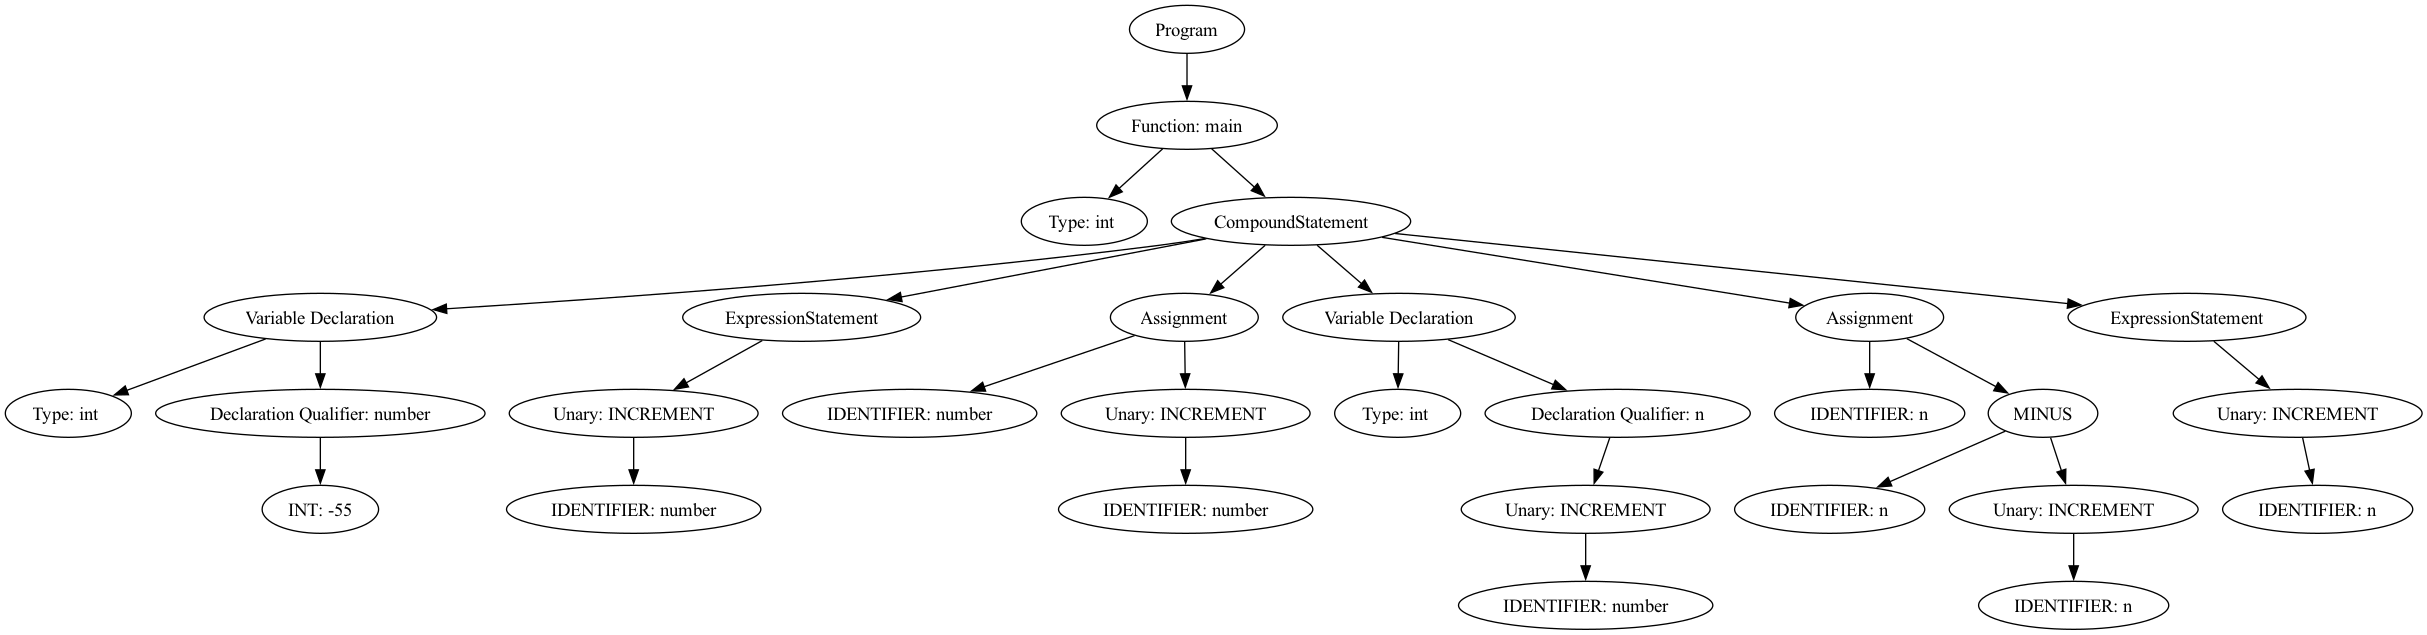 Program
Function: main
Type: int
CompoundStatement
Variable Declaration
ExpressionStatement
Assignment
Variable Declaration
Assignment
ExpressionStatement
Type: int
Declaration Qualifier: number
Unary: INCREMENT
IDENTIFIER: number
Unary: INCREMENT
Type: int
Declaration Qualifier: n
IDENTIFIER: n
MINUS
Unary: INCREMENT
INT: -55
IDENTIFIER: number
IDENTIFIER: number
Unary: INCREMENT
IDENTIFIER: n
Unary: INCREMENT
IDENTIFIER: n
IDENTIFIER: number
IDENTIFIER: n